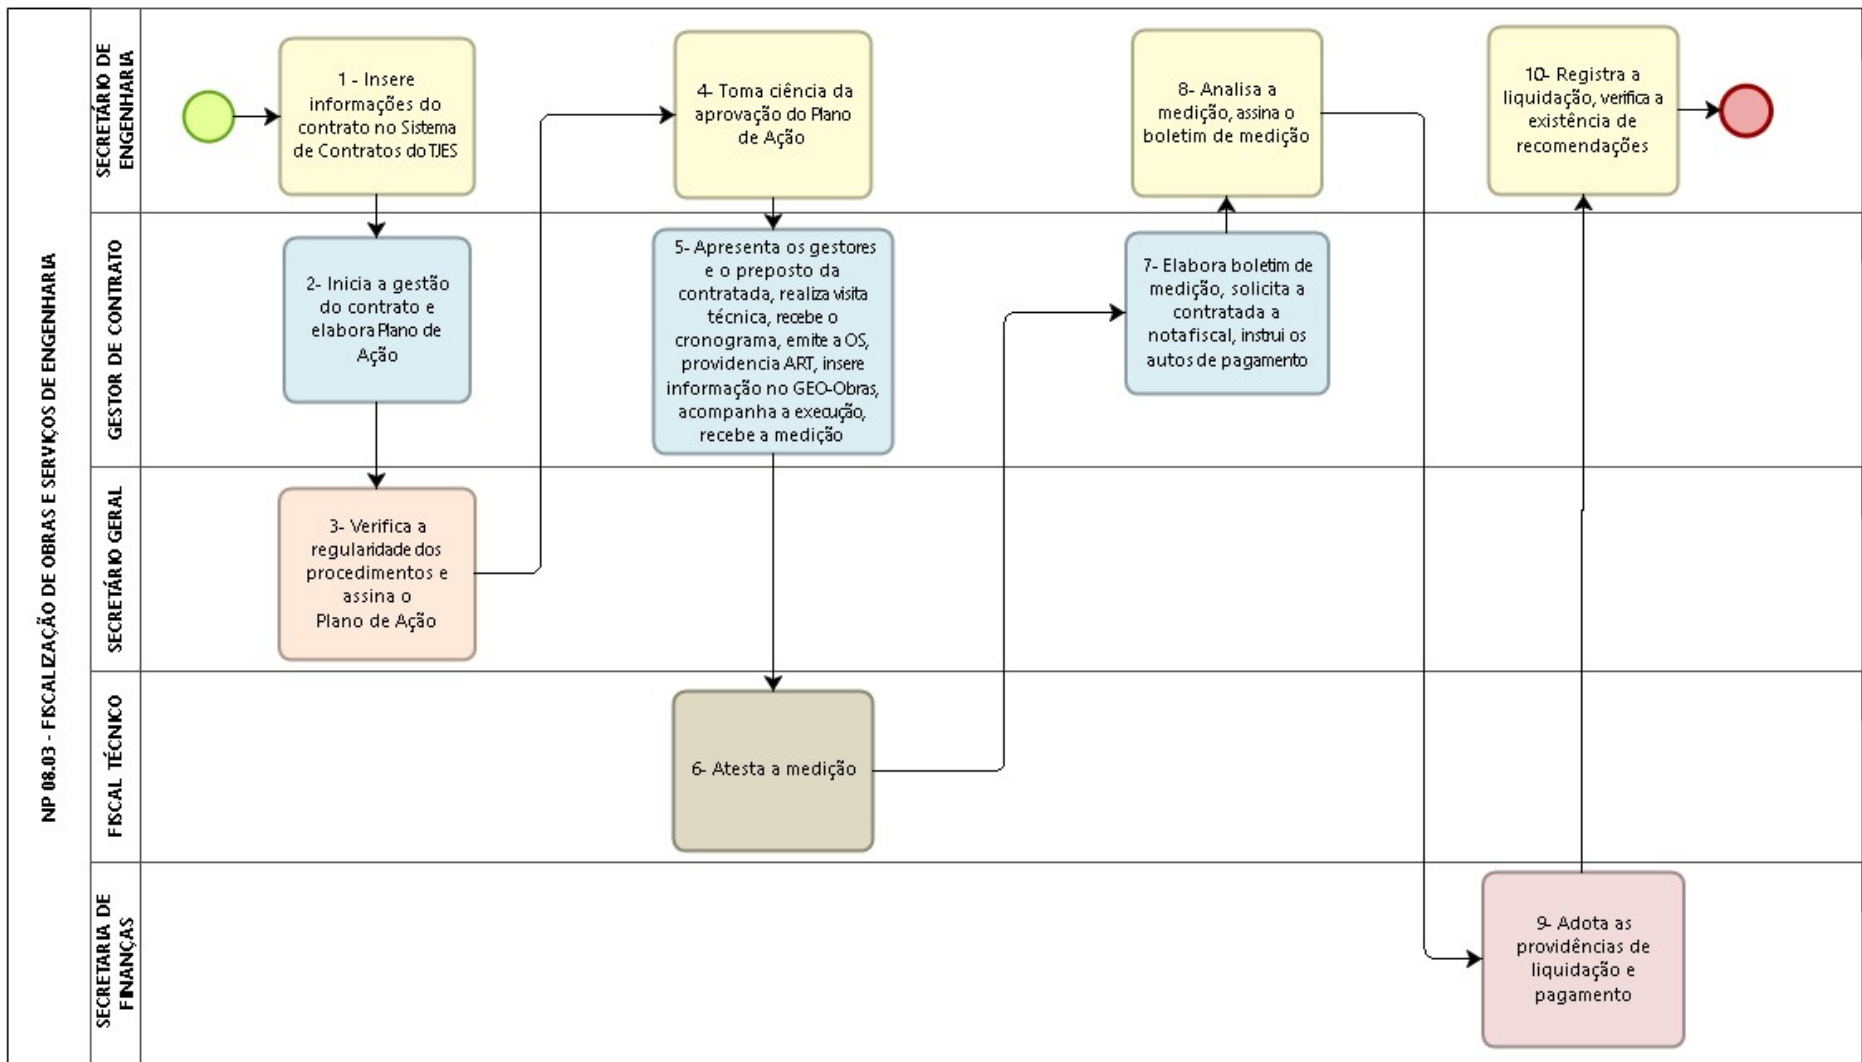 NP 08.03 - FISCALIZAÇÃO DE OBRAS E SERVIÇOS DE ENGENHARIA
SECRETÁRIO DE
ENGENHARIA
1 - Insere
informações do
contrato no Sistema
de Contratos do TJES
4- Toma ciência da
aprovação do Plano
de Ação
8- Analisa a
medição, assina o
boletim de medição
10- Registra a
liquidação, verifica a
existência de
recomendações
GESTOR DE CONTRATO
2- Inicia a gestão
do contrato e
elabora Plano de
Ação
5- Apresenta os gestores
e o preposto da
contratada, realiza visita
técnica, recebe o
cronograma, emite a OS,
providencia ART, insere
informação no GEO-Obras,
acompanha a execução,
recebe a medição
7- Elabora boletim de
medição, solicita a
contratada a
notafiscal, instrui os
autos de pagamento
SECRETÁRIO GERAL
3- Verifica a
regularidade dos
procedimentos e
assina o
Plano de Ação
FISCAL TÉCNICO
6- Atesta a medição
SECRETARIA DE
FINANÇAS
9- Adota as
providências de
liquidação e
pagamento